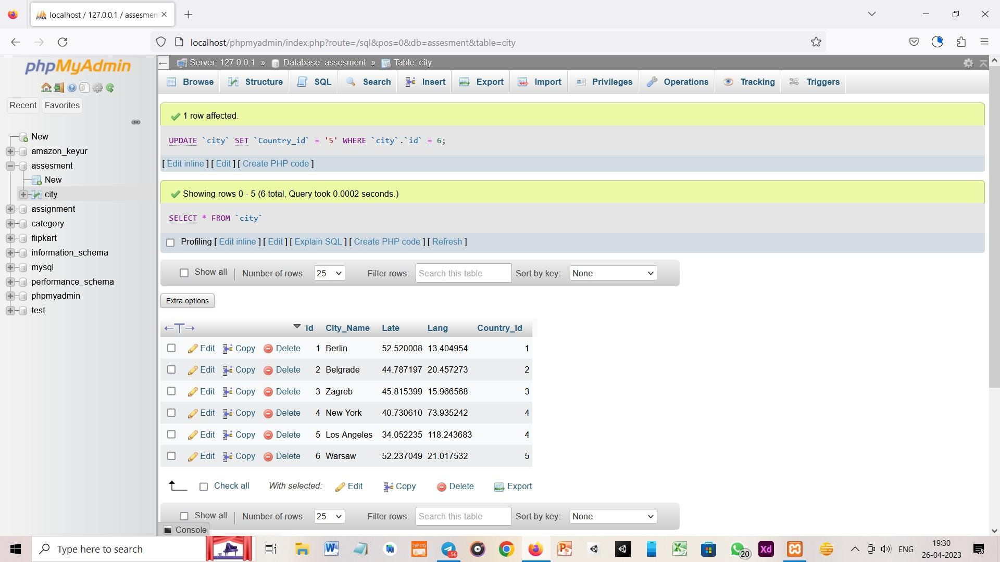 localhost / 127.0.0.1 / assesmen
localhost/phpmyadmin/index.php?route=/sql&pos=0&db=assesment&table=city
phpMyAdmin
Recent
Favorites
New
amazon_keyur
assesment
New
city
assignment
category
flipkart
information_schema
mysql
performance_schema
phpmyadmin
test
Server: 127.0.0.1 » Database: assesment » Table: city
Browse Structure SQL Search Insert Export Import Privileges Operations Tracking Triggers
1 row affected.
UPDATE `city` SET `Country_id` = '5' WHERE `city`.`id` = 6;
[ Edit inline ] [ Edit ] [ Create PHP code ]
Showing rows 0 - 5 (6 total, Query took 0.0002 seconds.)
SELECT * FROM `city`
Profiling [ Edit inline ] [ Edit ] [ Explain SQL ] [ Create PHP code ] [ Refresh ]
Show all | Number of rows: 25 Filter rows: Search this table Sort by key: None
Extra options
id City_Name Late Lang Country_id
Edit Copy Delete 1 Berlin 52.520008 13.404954 1
Edit Copy Delete 2 Belgrade 44.787197 20.457273 2
Edit Copy Delete 3 Zagreb 45.815399 15.966568 3
Edit Copy Delete 4 New York 40.730610 73.935242 4
Edit Copy Delete 5 Los Angeles 34.052235 118.243683 4
Edit Copy Delete 6 Warsaw 52.237049 21.017532 5
Check all With selected: Edit Copy Delete Export
Show all | Number of rows: 25 Filter rows: Search this table Sort by key: None
Console
Type here to search
TYPING
56
20
Xd
ENG
19:30
26-04-2023